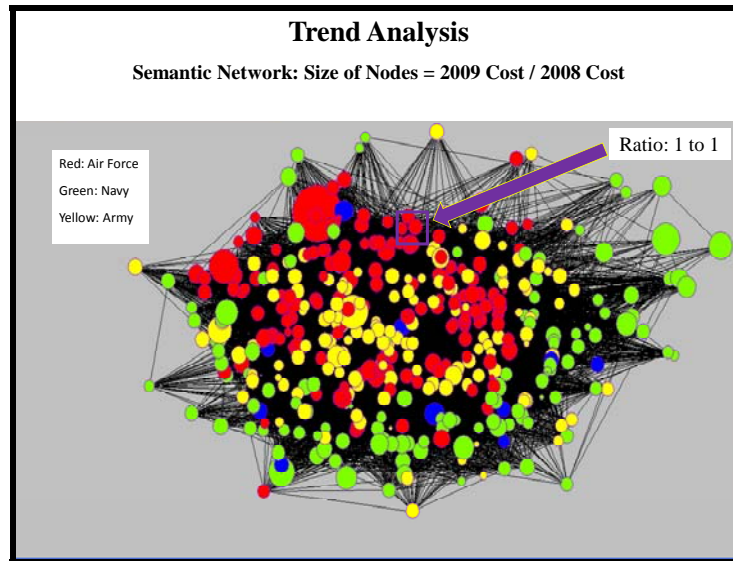 Trend Analysis
Semantic Network: Size of Nodes = 2009 Cost / 2008 Cost
Ratio: 1 to 1
Red: Air Force
Green: Navy
Yellow: Army